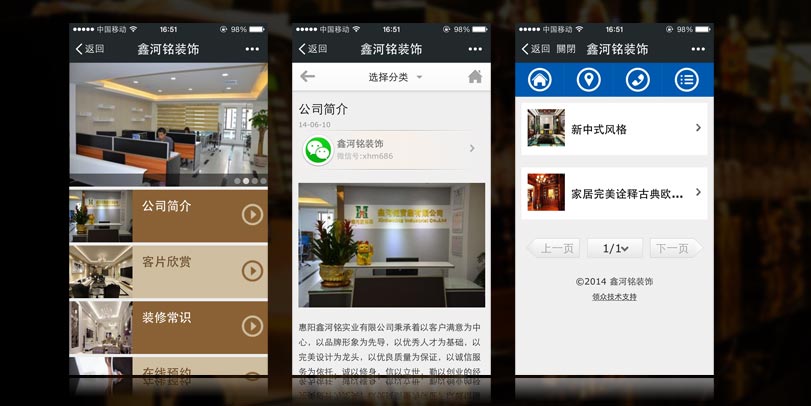 中国移动 16:51 98%
返回 鑫河铭装饰
公司简介
客片欣赏
装修常识
在线预约
中国移动 16:51 98%
返回 鑫河铭装饰
选择分类
公司简介
14-06-10
鑫河铭装饰
微信号:xhm686
惠阳鑫河铭实业有限公司秉承着以客户满意为中
心，以品牌形象为先导，以优秀人才为基础，以
完美设计为龙头，以优良质量为保证，以诚信服
务为依托，诚以修身，信以立世，勤以创业的经
中国移动 16:51 98%
返回 關閉 鑫河铭装饰
新中式风格
家居完美诠释古典欧...
上一页 1/1 下一页
©2014 鑫河铭装饰
领众技术支持